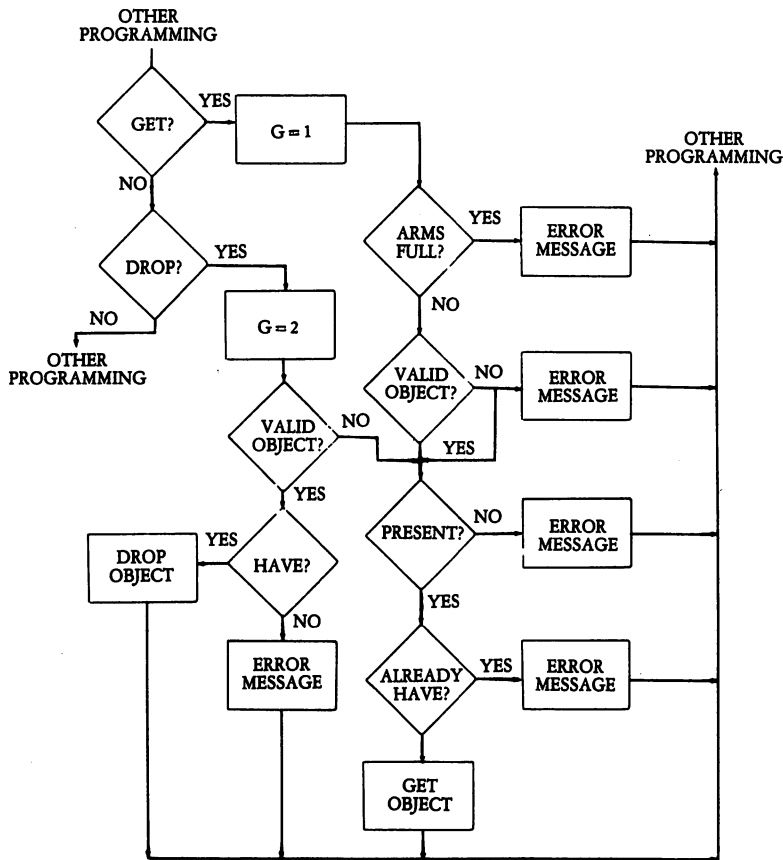 OTHER
PROGRAMMING
GET?
YES
G = 1
NO
OTHER
PROGRAMMING
DROP?
YES
ARMS
FULL?
YES
ERROR
MESSAGE
NO
OTHER
PROGRAMMING
G = 2
NO
VALID
OBJECT?
NO
ERROR
MESSAGE
VALID
OBJECT?
NO
YES
YES
PRESENT?
NO
ERROR
MESSAGE
DROP
OBJECT
YES
HAVE?
NO
YES
ERROR
MESSAGE
ALREADY
HAVE?
YES
ERROR
MESSAGE
GET
OBJECT